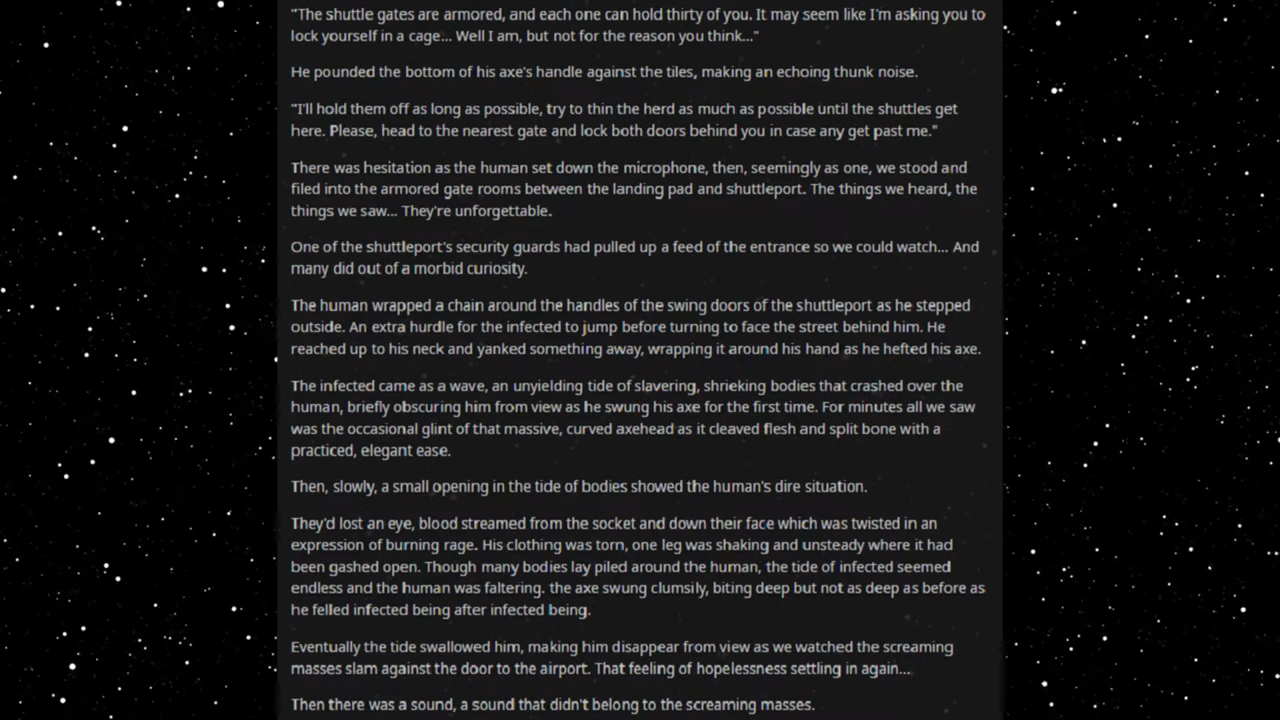 "The shuttle gates are armored, and each one can hold thirty of you. It may seem like I'm asking you to
lock yourself in a cage... Well I am, but not for the reason you think..."
He pounded the bottom of his axe's handle against the tiles, making an echoing thunk noise.
"I'll hold them off as long as possible, try to thin the herd as much as possible until the shuttles get
here. Please, head to the nearest gate and lock both doors behind you in case any get past me."
There was hesitation as the human set down the microphone, then, seemingly as one, we stood and
filed into the armored gate rooms between the landing pad and shuttleport. The things we heard, the
things we saw... They're unforgettable.
One of the shuttleport's security guards had pulled up a feed of the entrance so we could watch... And
many did out of a morbid curiosity.
The human wrapped a chain around the handles of the swing doors of the shuttleport as he stepped
outside. An extra hurdle for the infected to jump before turning to face the street behind him. He
reached up to his neck and yanked something away, wrapping it around his hand as he hefted his axe.
The infected came as a wave, an unyielding tide of slavering, shrieking bodies that crashed over the
human, briefly obscuring him from view as he swung his axe for the first time. For minutes all we saw
was the occasional glint of that massive, curved axehead as it cleaved flesh and split bone with a
practiced, elegant ease.
Then, slowly, a small opening in the tide of bodies showed the human's dire situation.
They'd lost an eye, blood streamed from the socket and down their face which was twisted in an
expression of burning rage. His clothing was torn, one leg was shaking and unsteady where it had
been gashed open. Though many bodies lay piled around the human, the tide of infected seemed
endless and the human was faltering. the axe swung clumsily, biting deep but not as deep as before as
he felled infected being after infected being.
Eventually the tide swallowed him, making him disappear from view as we watched the screaming
masses slam against the door to the airport. That feeling of hopelessness settling in again...
Then there was a sound, a sound that didn't belong to the screaming masses.